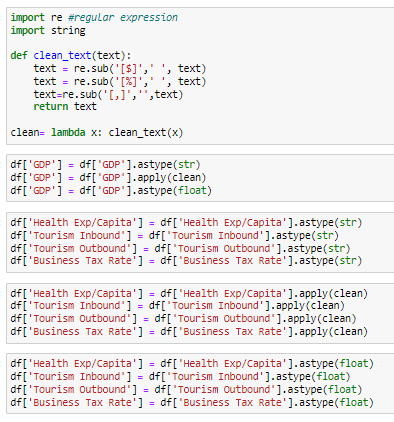 import re #regular expression
import string
def clean_text(text):
    text = re.sub('[$]',' ', text)
    text = re.sub('[%]',' ', text)
    text=re.sub('[,]','',text)
    return text
clean= lambda x: clean_text(x)
df['GDP'] = df['GDP'].astype(str)
df['GDP'] = df['GDP'].apply(clean)
df['GDP'] = df['GDP'].astype(float)
df['Health Exp/Capita'] = df['Health Exp/Capita'].astype(str)
df['Tourism Inbound'] = df['Tourism Inbound'].astype(str)
df['Tourism Outbound'] = df['Tourism Outbound'].astype(str)
df['Business Tax Rate'] = df['Business Tax Rate'].astype(str)
df['Health Exp/Capita'] = df['Health Exp/Capita'].apply(clean)
df['Tourism Inbound'] = df['Tourism Inbound'].apply(clean)
df['Tourism Outbound'] = df['Tourism Outbound'].apply(clean)
df['Business Tax Rate'] = df['Business Tax Rate'].apply(clean)
df['Health Exp/Capita'] = df['Health Exp/Capita'].astype(float)
df['Tourism Inbound'] = df['Tourism Inbound'].astype(float)
df['Tourism Outbound'] = df['Tourism Outbound'].astype(float)
df['Business Tax Rate'] = df['Business Tax Rate'].astype(float)